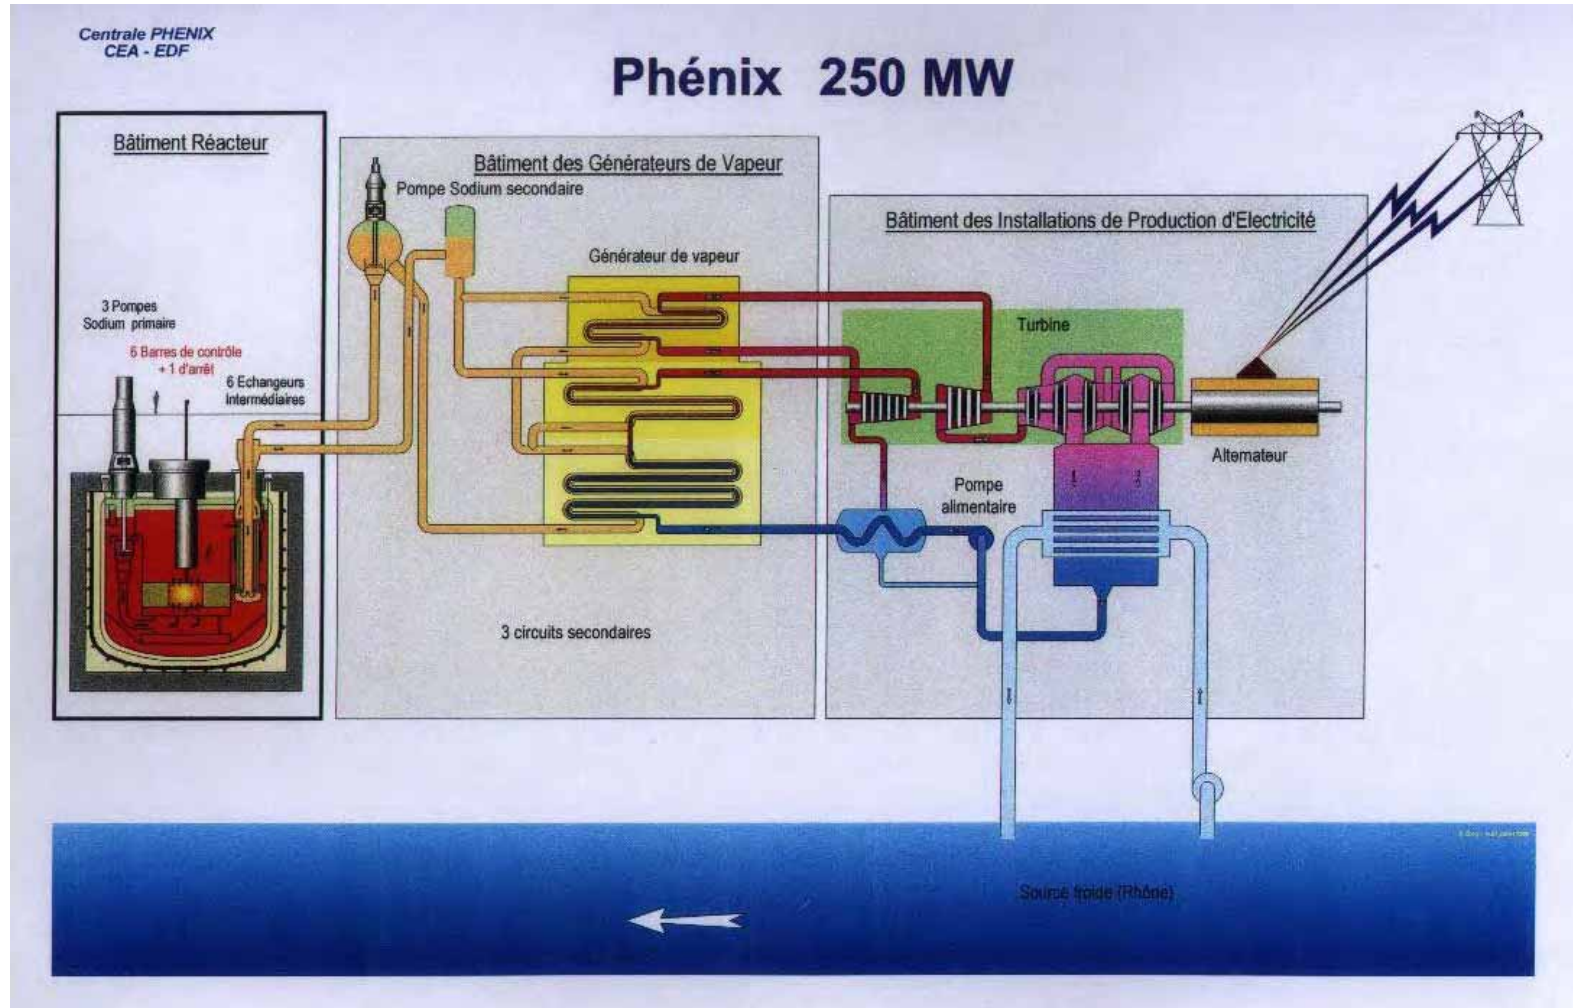 Centrale PHENIX
CEA - EDF
Phénix 250 MW
Bâtiment Réacteur
Bâtiment des Générateurs de Vapeur
Pompe Sodium secondaire
Bâtiment des Installations de Production d'Electricité
Générateur de vapeur
3 Pompes
Sodium primaire
6 Barres de contrôle
+ 1 d'arrêt
6 Echangeurs
Intermédiaires
Turbine
Alternateur
Pompe
alimentaire
3 circuits secondaires
Source froide (Rhône)